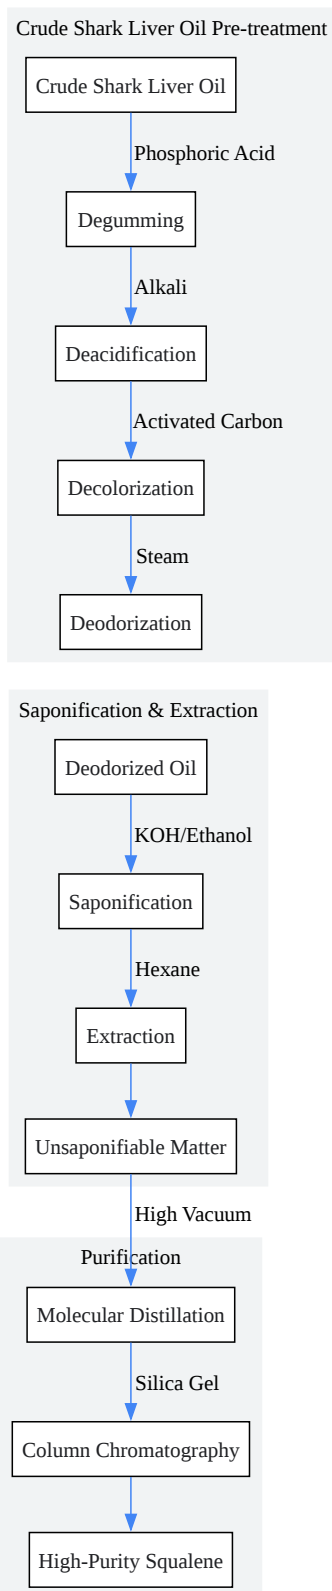 Crude Shark Liver Oil Pre-treatment
Crude Shark Liver Oil
Phosphoric Acid
Degumming
Alkali
Deacidification
Activated Carbon
Decolorization
Steam
Deodorization
Saponification & Extraction
Deodorized Oil
KOH/Ethanol
Saponification
Hexane
Extraction
Unsaponifiable Matter
High Vacuum
Purification
Molecular Distillation
Silica Gel
Column Chromatography
High-Purity Squalene